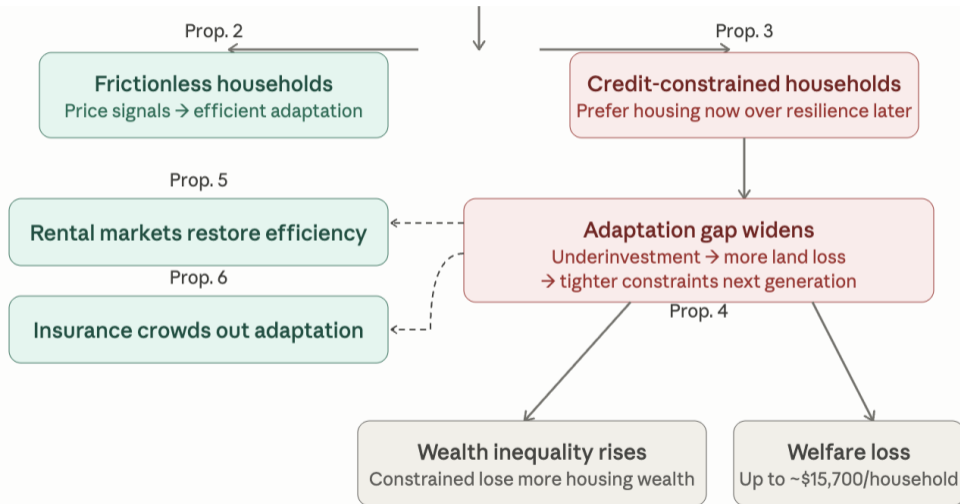 Prop. 2
Prop. 3
Frictionless households
Price signals → efficient adaptation
Credit-constrained households
Prefer housing now over resilience later
Prop. 5
Rental markets restore efficiency
Adaptation gap widens
Underinvestment → more land loss
→ tighter constraints next generation
Prop. 6
Insurance crowds out adaptation
Prop. 4
Wealth inequality rises
Constrained lose more housing wealth
Welfare loss
Up to ~$15,700/household